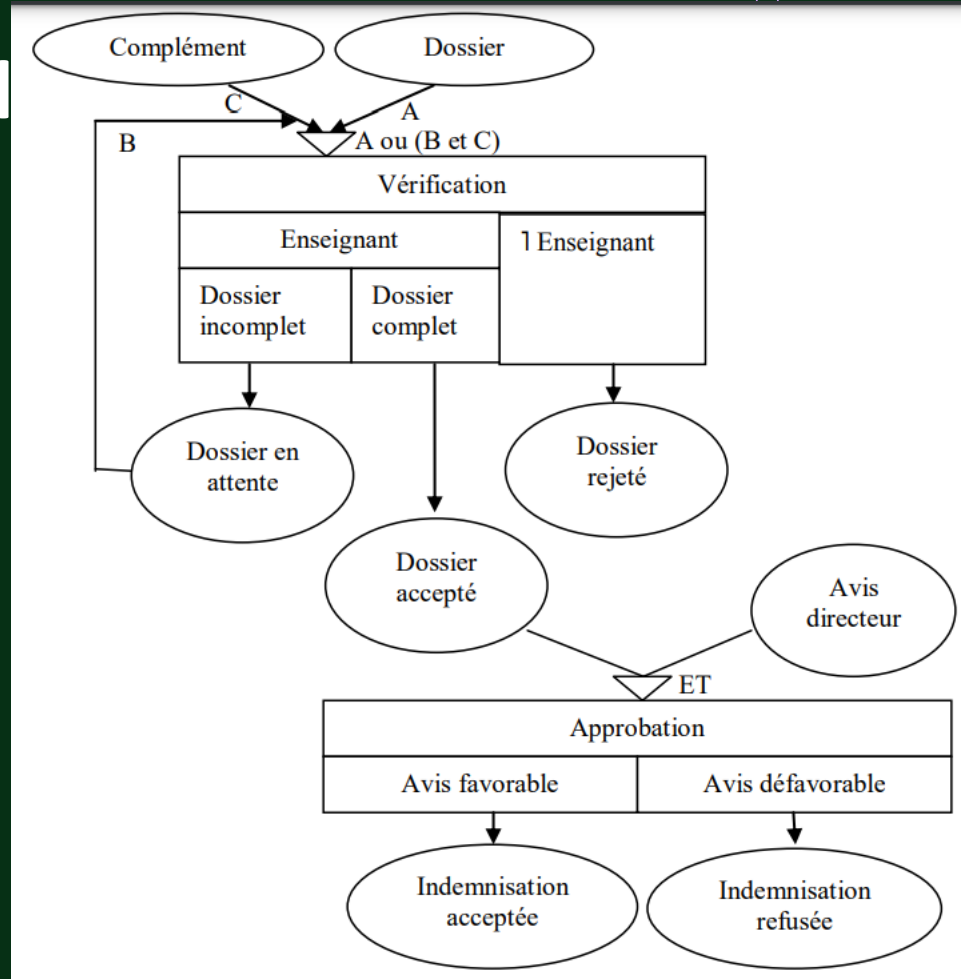 Complément
Dossier
C
A
B
A ou (B et C)
Vérification
Enseignant
ךEnseignant
Dossier
incomplet
Dossier
complet
Dossier en
attente
Dossier
rejeté
Dossier
accepté
Avis
directeur
ET
Approbation
Avis favorable
Avis défavorable
Indemnisation
acceptée
Indemnisation
refusée